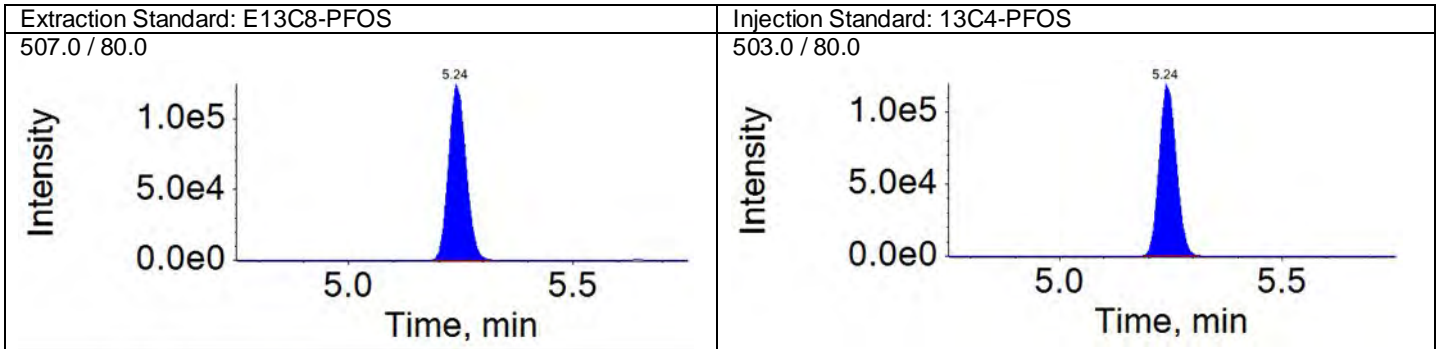 Extraction Standard: E13C8-PFOS
507.0 / 80.0
5.24
Intensity
1.0e5
5.0e4
0.0e0
5.0 5.5
Time, min
Injection Standard: 13C4-PFOS
503.0 / 80.0
5.24
Intensity
1.0e5
5.0e4
0.0e0
5.0 5.5
Time, min